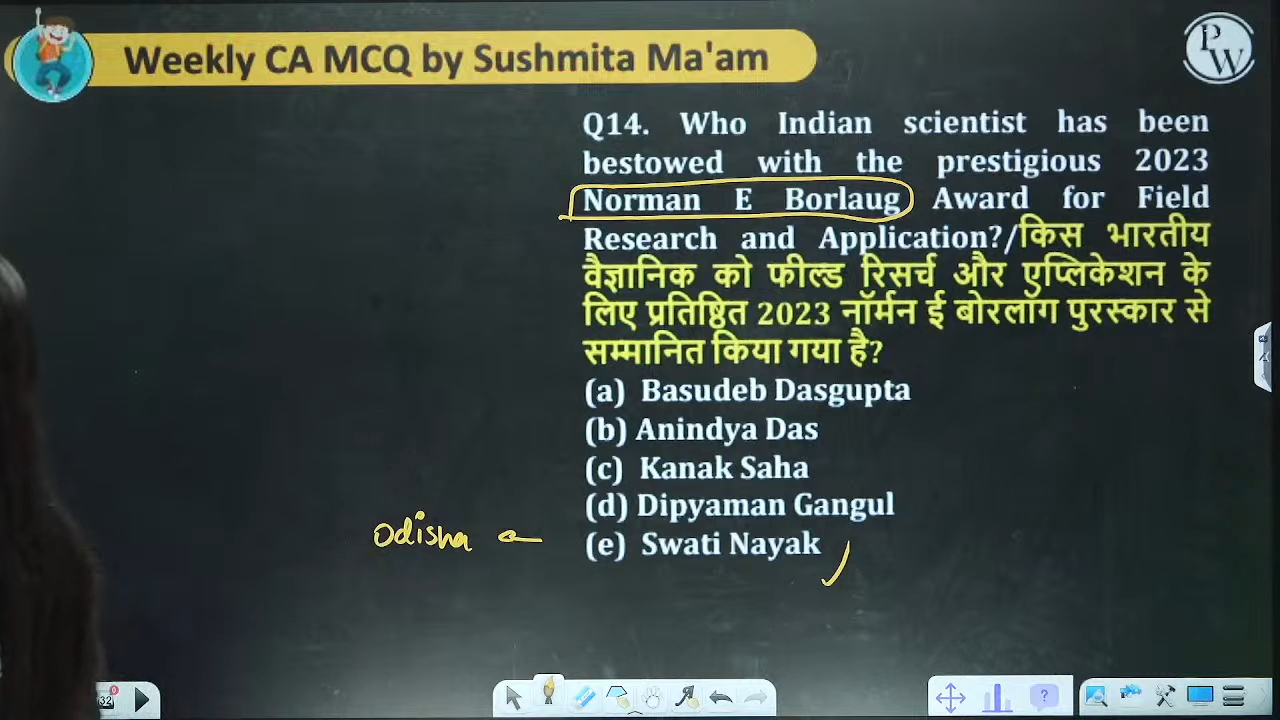 Weekly CA MCQ by Sushmita Ma'am
PW
Q14. Who Indian scientist has been
bestowed with the prestigious 2023
Norman E Borlaug Award for Field
Research and Application?/किस भारतीय
वैज्ञानिक को फील्ड रिसर्च और एप्लिकेशन के
लिए प्रतिष्ठित 2023 नॉर्मन ई बोरलॉग पुरस्कार से
सम्मानित किया गया है?
(a) Basudeb Dasgupta
(b) Anindya Das
(c) Kanak Saha
(d) Dipyaman Gangul
Odisha
(e) Swati Nayak
32